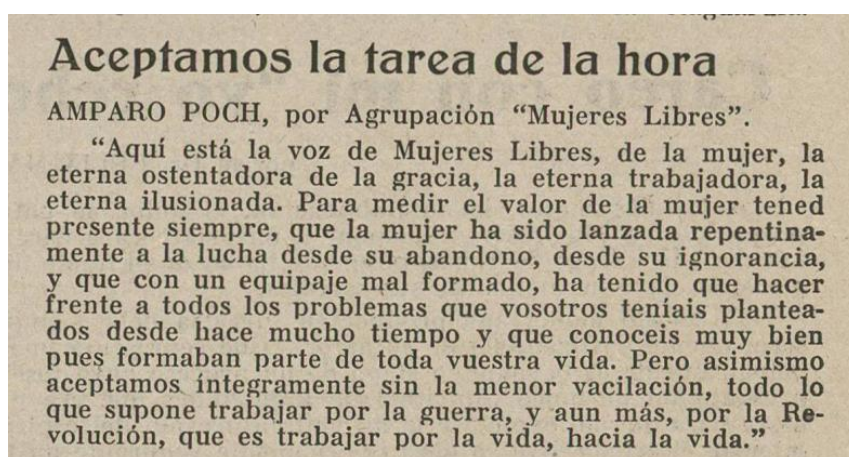 Aceptamos la tarea de la hora
AMPARO POCH, por Agrupación “Mujeres Libres”.
“Aquí está la voz de Mujeres Libres, de la mujer, la
eterna ostentadora de la gracia, la eterna trabajadora, la
eterna ilusionada. Para medir el valor de la mujer tened
presente siempre, que la mujer ha sido lanzada repentina-
mente a la lucha desde su abandono, desde su ignorancia,
y que con un equipaje mal formado, ha tenido que hacer
frente a todos los problemas que vosotros teníais plantea-
dos desde hace mucho tiempo y que conoceis muy bien
pues formaban parte de toda vuestra vida. Pero asimismo
aceptamos íntegramente sin la menor vacilación, todo lo
que supone trabajar por la guerra, y aun más, por la Re-
volución, que es trabajar por la vida, hacia la vida.”